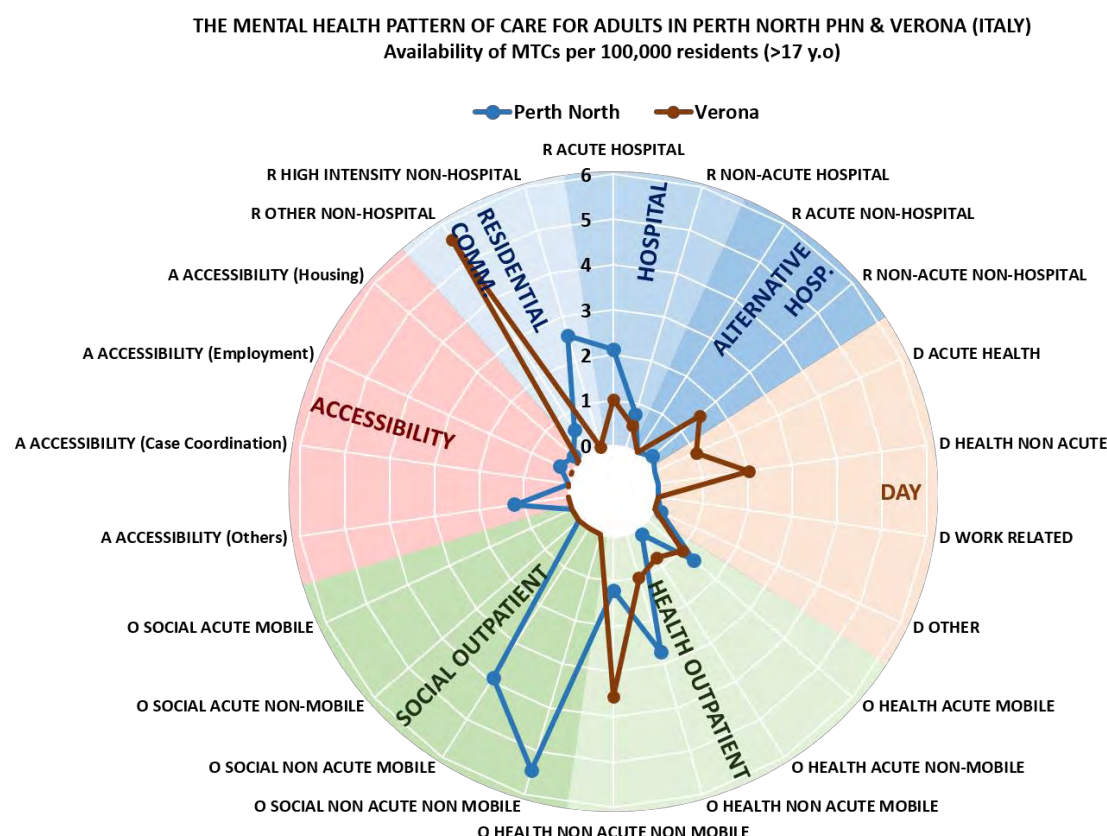 THE MENTAL HEALTH PATTERN OF CARE FOR ADULTS IN PERTH NORTH PHN & VERONA (ITALY)
Availability of MTCs per 100,000 residents (>17 y.o)
Perth North
Verona
R ACUTE HOSPITAL
R NON-ACUTE HOSPITAL
R ACUTE NON-HOSPITAL
R NON-ACUTE NON-HOSPITAL
D ACUTE HEALTH
D HEALTH NON ACUTE
D WORK RELATED
D OTHER
O HEALTH ACUTE MOBILE
O HEALTH ACUTE NON-MOBILE
O HEALTH NON ACUTE MOBILE
O HEALTH NON ACUTE NON MOBILE
O SOCIAL NON ACUTE NON MOBILE
O SOCIAL NON ACUTE MOBILE
O SOCIAL ACUTE NON-MOBILE
O SOCIAL ACUTE MOBILE
A ACCESSIBILITY (Others)
A ACCESSIBILITY (Case Coordination)
A ACCESSIBILITY (Employment)
A ACCESSIBILITY (Housing)
R OTHER NON-HOSPITAL
R HIGH INTENSITY NON-HOSPITAL
6
5
4
3
2
1
0
HOSPITAL
ALTERNATIVE
HOSP.
DAY
HEALTH OUTPATIENT
SOCIAL OUTPATIENT
ACCESSIBILITY
RESIDENTIAL
COMM.